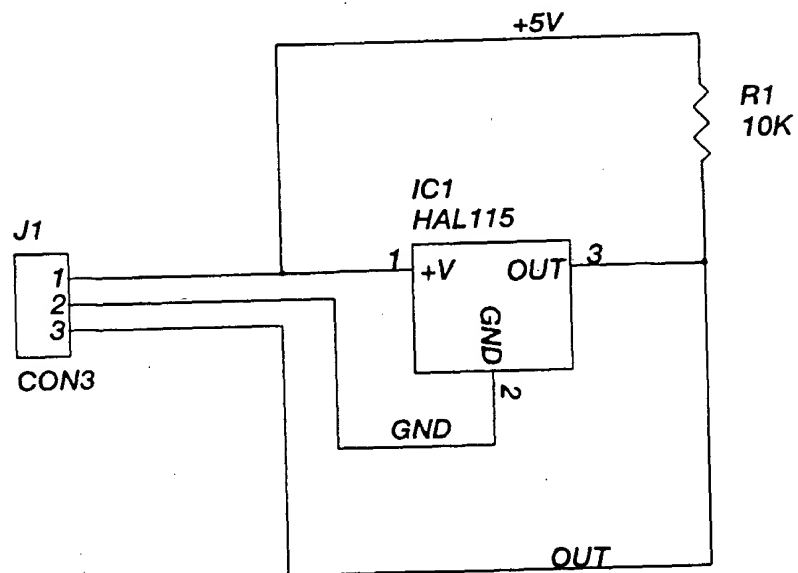 +5V
R1
10K
IC1
HAL115
J1
1
2
3
CON3
1
+V
OUT
3
GND
2
GND
OUT